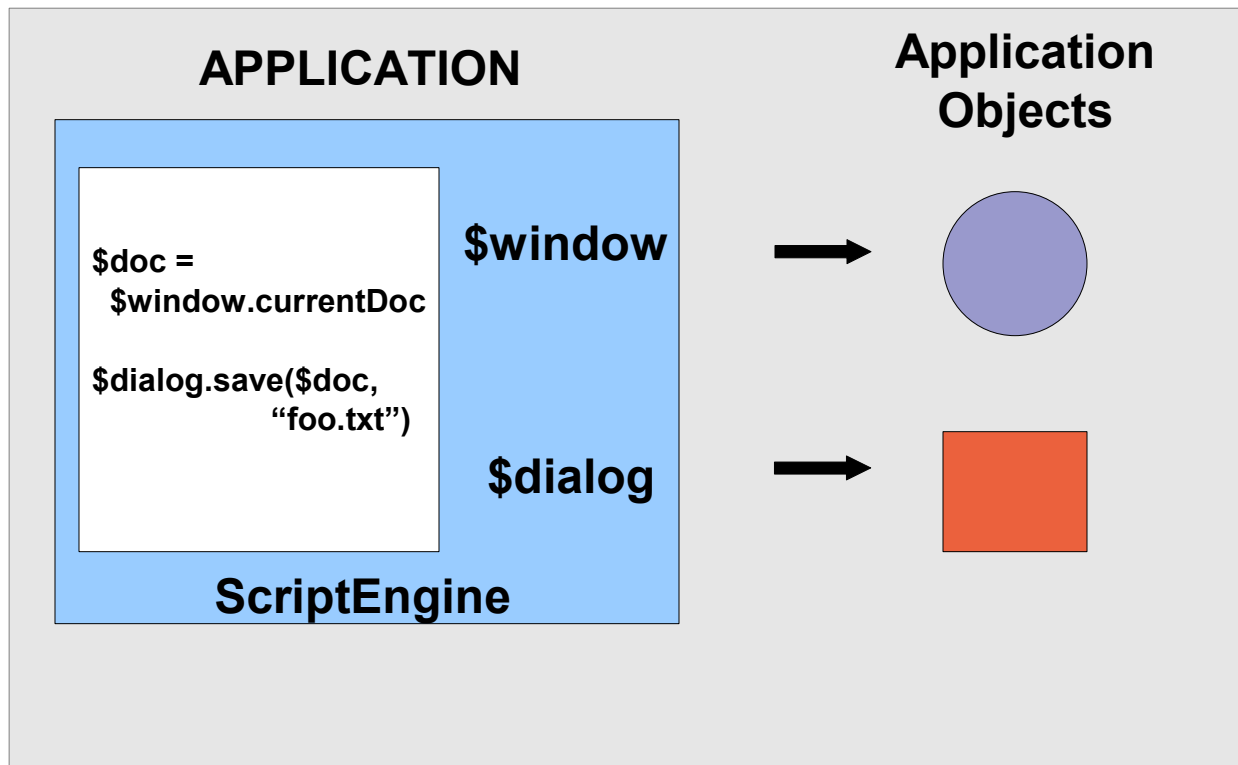 APPLICATION
Application
Objects
$doc =
$window.currentDoc
$dialog.save($doc,
“foo.txt”)
$window
$dialog
ScriptEngine